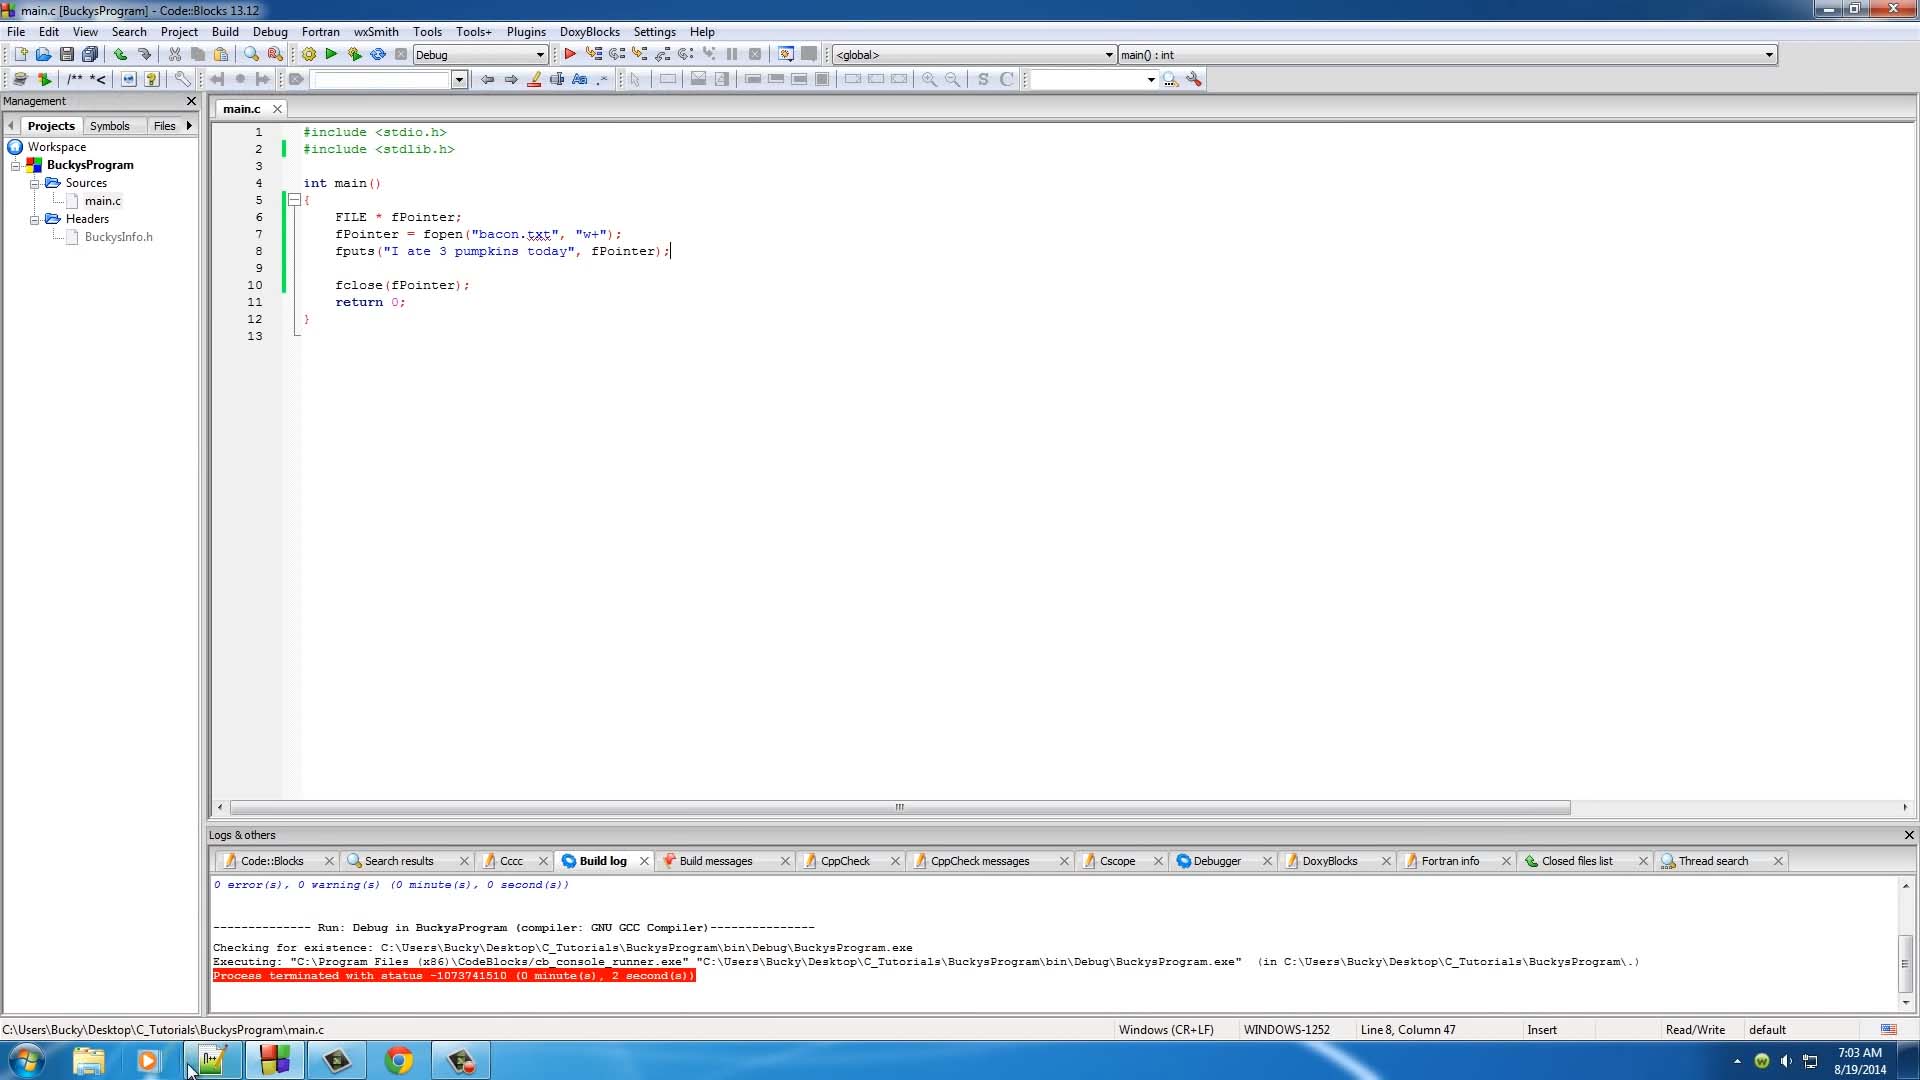 main.c [BuckysProgram] - Code::Blocks 13.12
File Edit View Search Project Build Debug Fortran wxSmith Tools Tools+ Plugins DoxyBlocks Settings Help
Debug <global> main() : int
/** *< Aa .* S C
Management
Projects Symbols Files
Workspace
BuckysProgram
Sources
main.c
Headers
BuckysInfo.h
main.c
1 #include <stdio.h>
2 #include <stdlib.h>
3
4 int main()
5 {
6 FILE * fPointer;
7 fPointer = fopen("bacon.txt", "w+");
8 fputs("I ate 3 pumpkins today", fPointer);
9
10 fclose(fPointer);
11 return 0;
12 }
13
Logs & others
Code::Blocks Search results Cccc Build log Build messages CppCheck CppCheck messages Cscope Debugger DoxyBlocks Fortran info Closed files list Thread search
0 error(s), 0 warning(s) (0 minute(s), 0 second(s))
-------------- Run: Debug in BuckysProgram (compiler: GNU GCC Compiler)---------------
Checking for existence: C:\Users\Bucky\Desktop\C_Tutorials\BuckysProgram\bin\Debug\BuckysProgram.exe
Executing: "C:\Program Files (x86)\CodeBlocks/cb_console_runner.exe" "C:\Users\Bucky\Desktop\C_Tutorials\BuckysProgram\bin\Debug\BuckysProgram.exe" (in C:\Users\Bucky\Desktop\C_Tutorials\BuckysProgram\.)
Process terminated with status -1073741510 (0 minute(s), 2 second(s))
C:\Users\Bucky\Desktop\C_Tutorials\BuckysProgram\main.c Windows (CR+LF) WINDOWS-1252 Line 8, Column 47 Insert Read/Write default
7:03 AM
8/19/2014